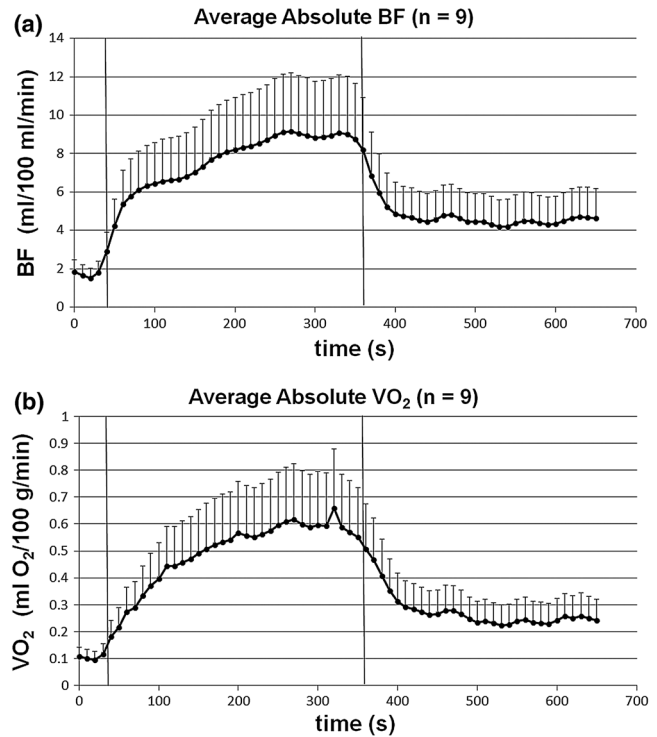 (a)
Average Absolute BF (n = 9)
BF (ml/100 ml/min)
14
12
10
8
6
4
2
0
0 100 200 300 400 500 600 700
time (s)
(b)
Average Absolute VO₂ (n = 9)
VO₂ (ml O₂/100 g/min)
1
0.9
0.8
0.7
0.6
0.5
0.4
0.3
0.2
0.1
0
0 100 200 300 400 500 600 700
time (s)